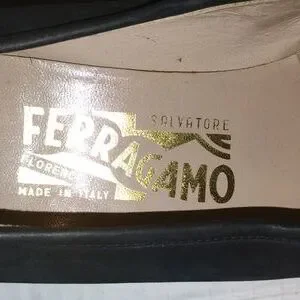 SALVATORE
FERRAGAMO
FLORENCE
MADE IN ITALY